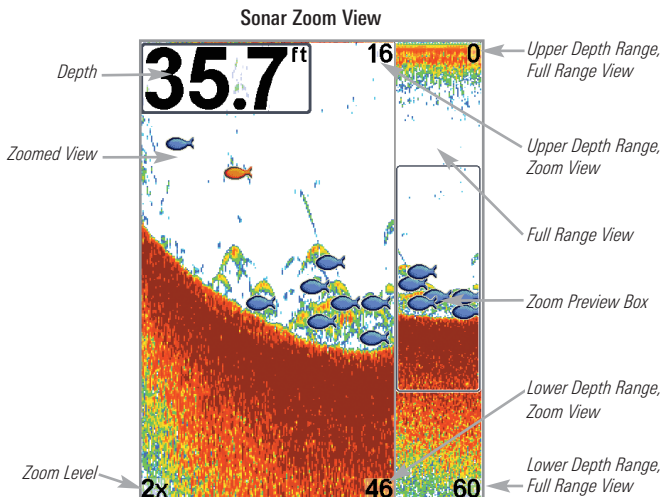 Sonar Zoom View
Depth
35.7 ft
16
0
Upper Depth Range,
Full Range View
Zoomed View
Upper Depth Range,
Zoom View
Full Range View
Zoom Preview Box
Lower Depth Range,
Zoom View
Zoom Level
2x
46
60
Lower Depth Range,
Full Range View